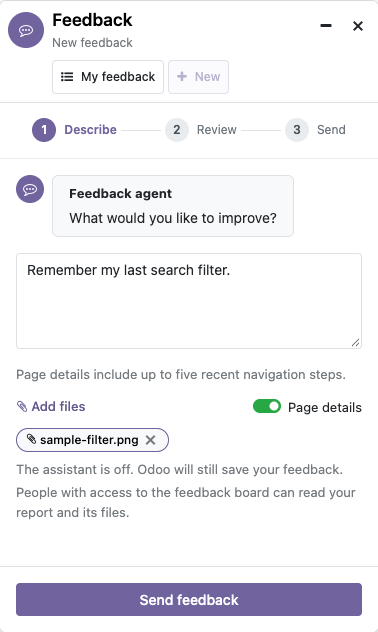 Feedback
New feedback
My feedback
New
1 Describe 2 Review 3 Send
Feedback agent
What would you like to improve?
Remember my last search filter.
Page details include up to five recent navigation steps.
Add files
Page details
sample-filter.png
The assistant is off. Odoo will still save your feedback.
People with access to the feedback board can read your
report and its files.
Send feedback